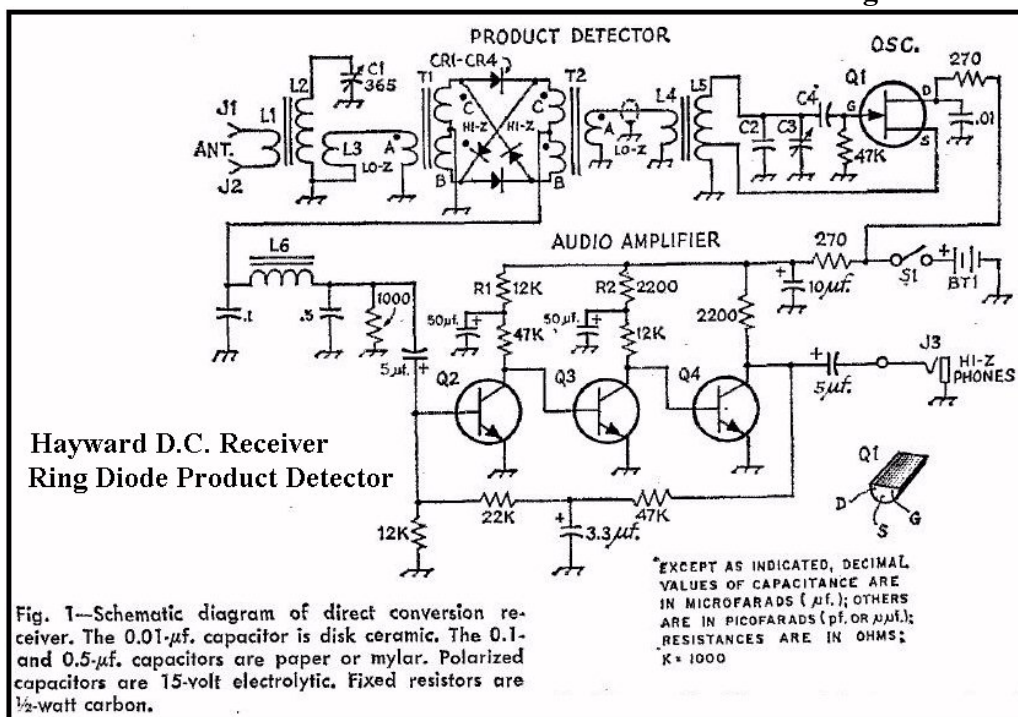 PRODUCT DETECTOR
OSC.
CR1-CR4
T1
T2
Q1
270
L2
C1
365
J1
L1
ANT.
J2
L3
A
LO-Z
C
HI-Z
HI-Z
C
B
B
A
LO-Z
L4
L5
C2
C3
C4
G
D
S
47K
.01
L6
.1
.5
1000
5µf.
+
AUDIO AMPLIFIER
R1
12K
50µf.
+
47K
R2
2200
50µf.
+
12K
2200
+
10µf.
270
S1
+
BT1
Q2
Q3
Q4
+
5µf.
J3
HI-Z
PHONES
Hayward D.C. Receiver
Ring Diode Product Detector
12K
22K
+
3.3µf.
47K
Q1
D
S
G
*EXCEPT AS INDICATED, DECIMAL
VALUES OF CAPACITANCE ARE
IN MICROFARADS (µf.); OTHERS
ARE IN PICOFARADS (pf. OR µµf.);
RESISTANCES ARE IN OHMS;
K=1000
Fig. 1—Schematic diagram of direct conversion re-
ceiver. The 0.01-µf. capacitor is disk ceramic. The 0.1-
and 0.5-µf. capacitors are paper or mylar. Polarized
capacitors are 15-volt electrolytic. Fixed resistors are
½-watt carbon.